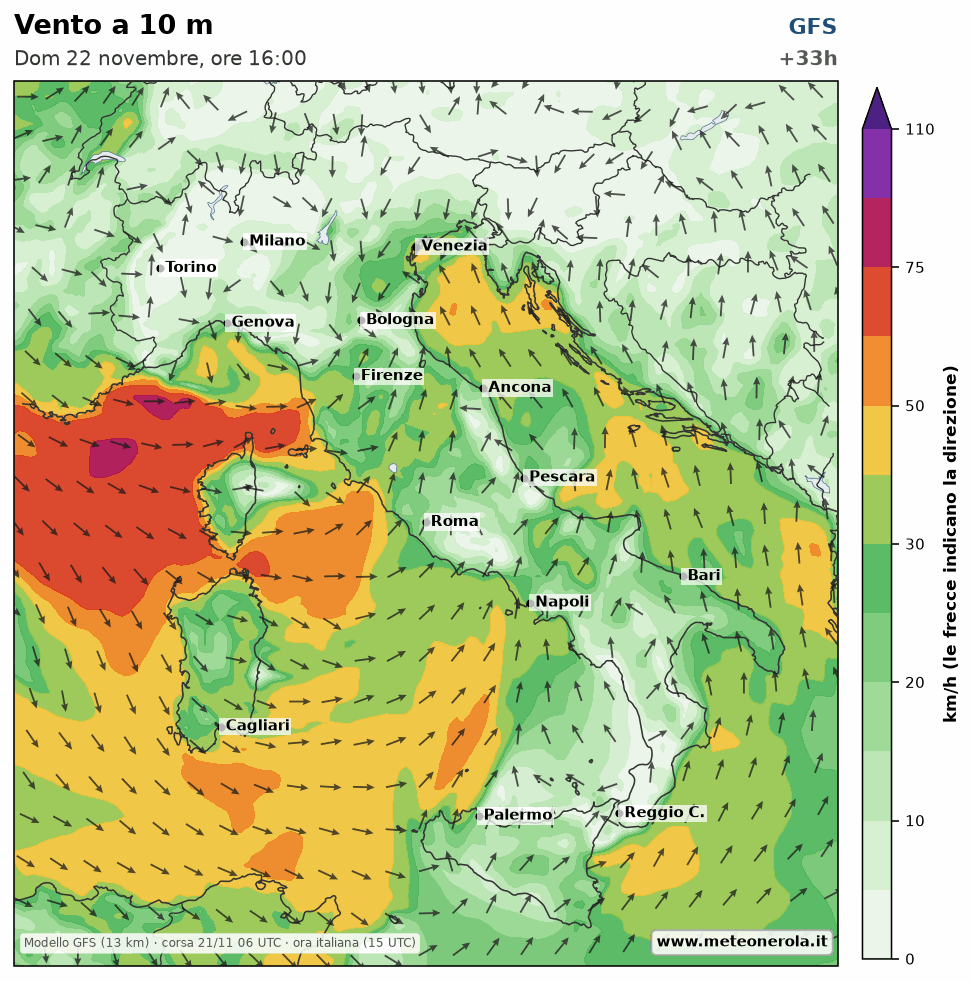 Vento a 10 m
GFS
Dom 22 novembre, ore 16:00
+33h
110
75
50
30
20
10
0
km/h (le frecce indicano la direzione)
Milano
Venezia
Torino
Genova
Bologna
Firenze
Ancona
Pescara
Roma
Bari
Napoli
Cagliari
Palermo
Reggio C.
Modello GFS (13 km) · corsa 21/11 06 UTC · ora italiana (15 UTC)
www.meteonerola.it